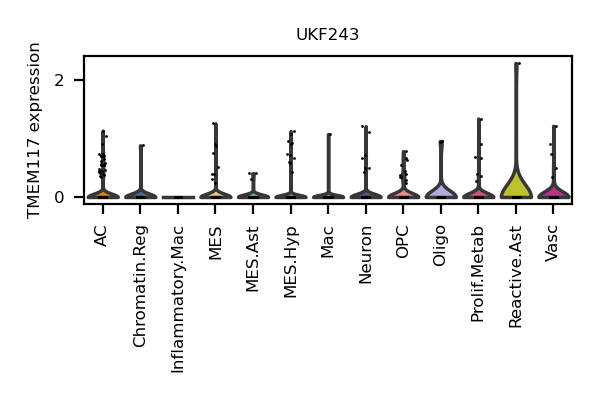 UKF243
TMEM117 expression
2
0
AC
Chromatin.Reg
Inflammatory.Mac
MES
MES.Ast
MES.Hyp
Mac
Neuron
OPC
Oligo
Prolif.Metab
Reactive.Ast
Vasc